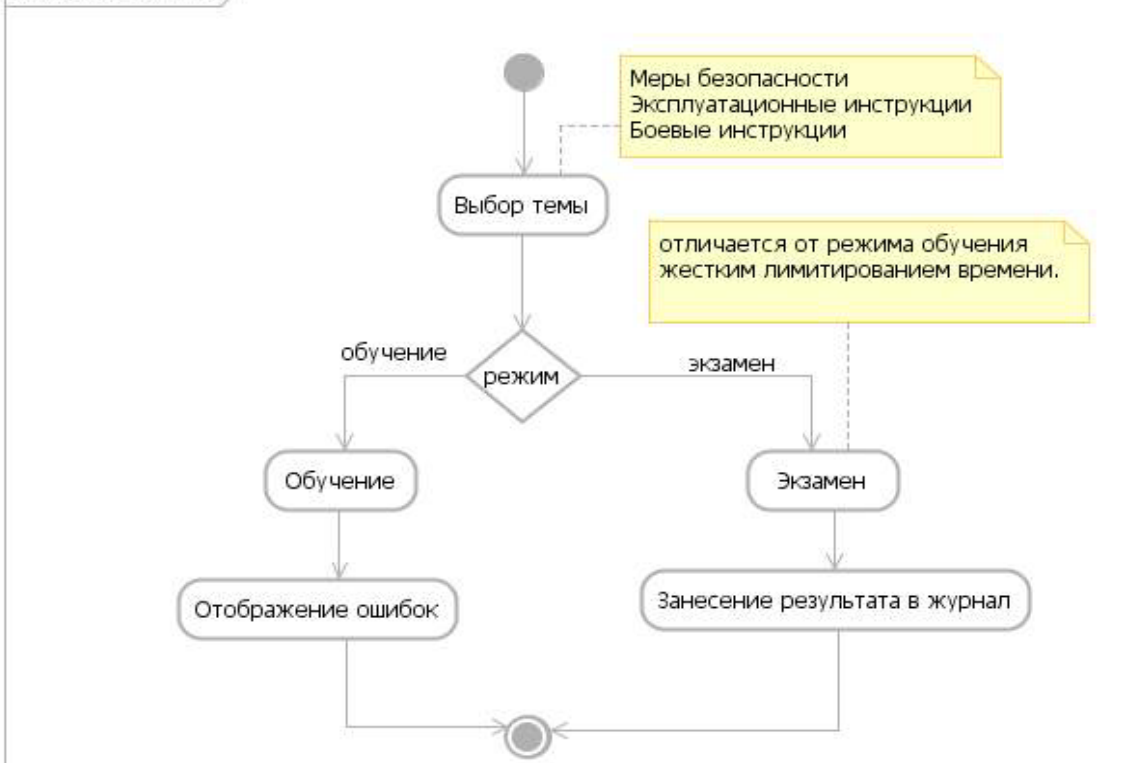 Меры безопасности
Эксплуатационные инструкции
Боевые инструкции
Выбор темы
отличается от режима обучения
жестким лимитированием времени.
обучение
режим
экзамен
Обучение
Экзамен
Отображение ошибок
Занесение результата в журнал